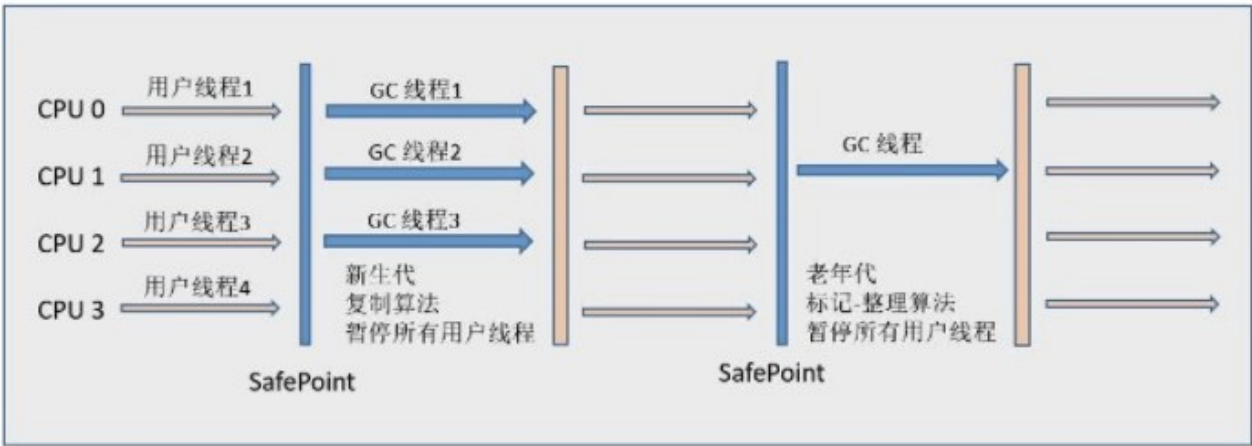 用户线程1
GC 线程1
CPU 0
用户线程2
GC 线程2
GC 线程
CPU 1
用户线程3
GC 线程3
CPU 2
用户线程4
CPU 3
新生代
复制算法
暂停所有用户线程
老年代
标记-整理算法
暂停所有用户线程
SafePoint
SafePoint